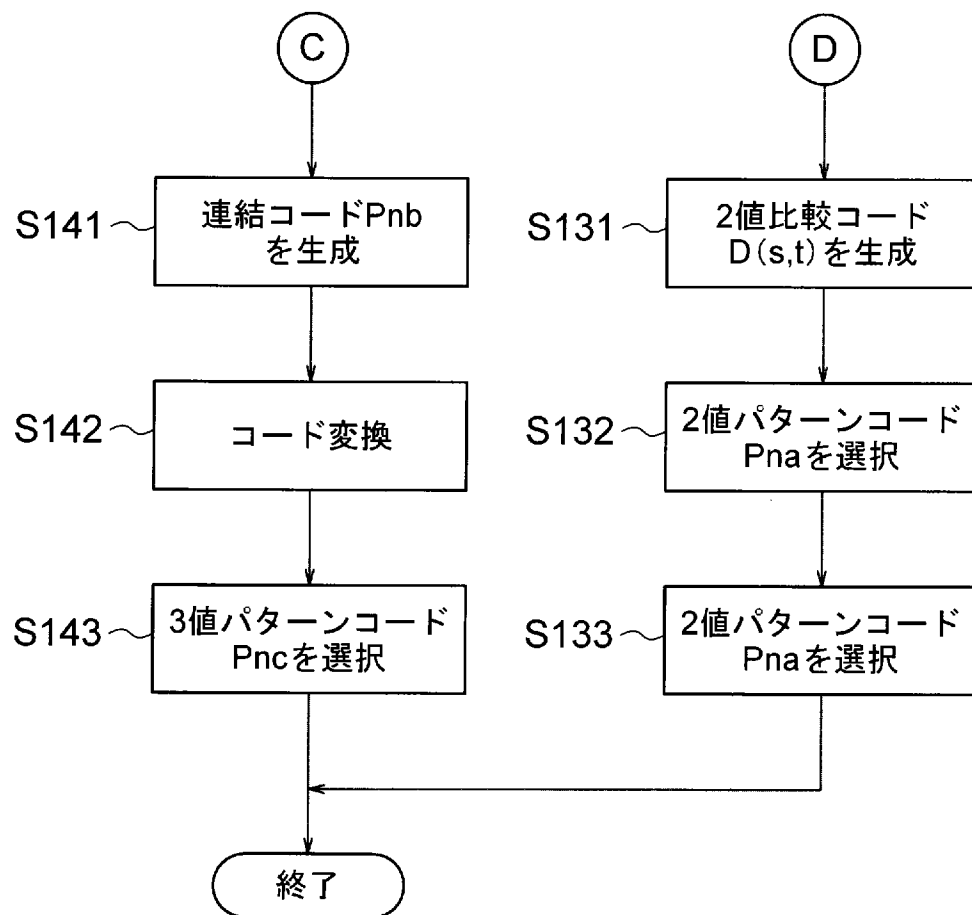 C
S141
連結コードPnb
を生成
S142
コード変換
S143
3値パターンコード
Pncを選択
D
S131
2値比較コード
D(s,t)を生成
S132
2値パターンコード
Pnaを選択
S133
2値パターンコード
Pnaを選択
終了